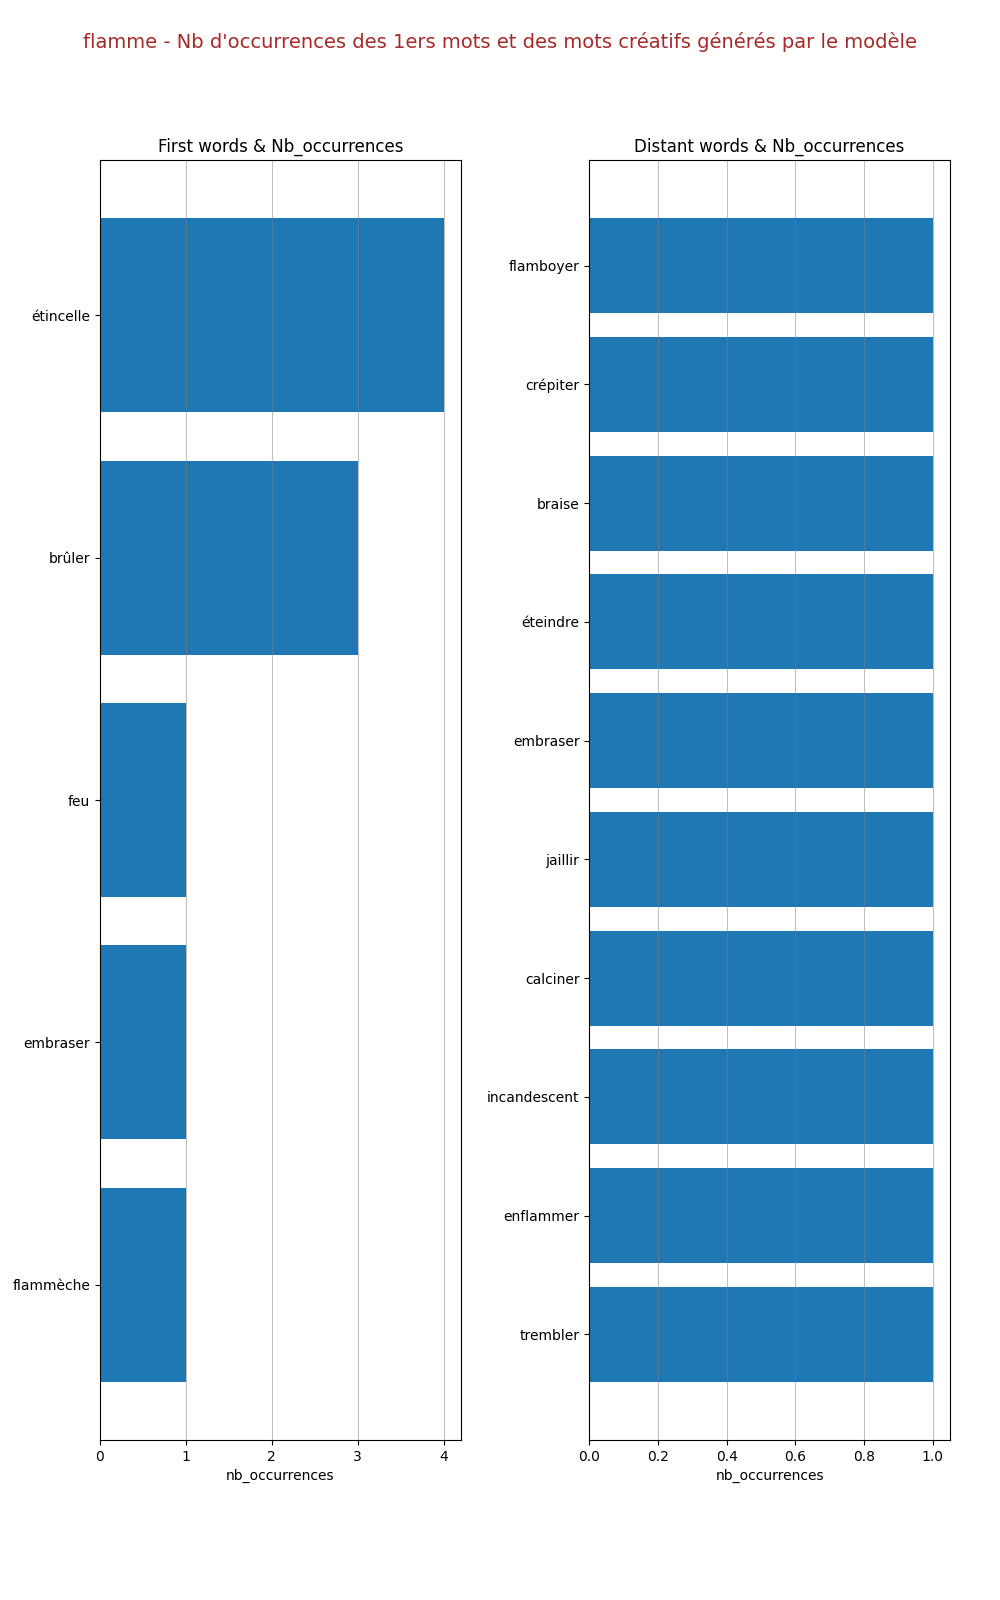 flamme - Nb d'occurrences des 1ers mots et des mots créatifs générés par le modèle
First words & Nb_occurrences
étincelle
brûler
feu
embraser
flammèche
0 1 2 3 4
nb_occurrences
Distant words & Nb_occurrences
flamboyer
crépiter
braise
éteindre
embraser
jaillir
calciner
incandescent
enflammer
trembler
0.0 0.2 0.4 0.6 0.8 1.0
nb_occurrences